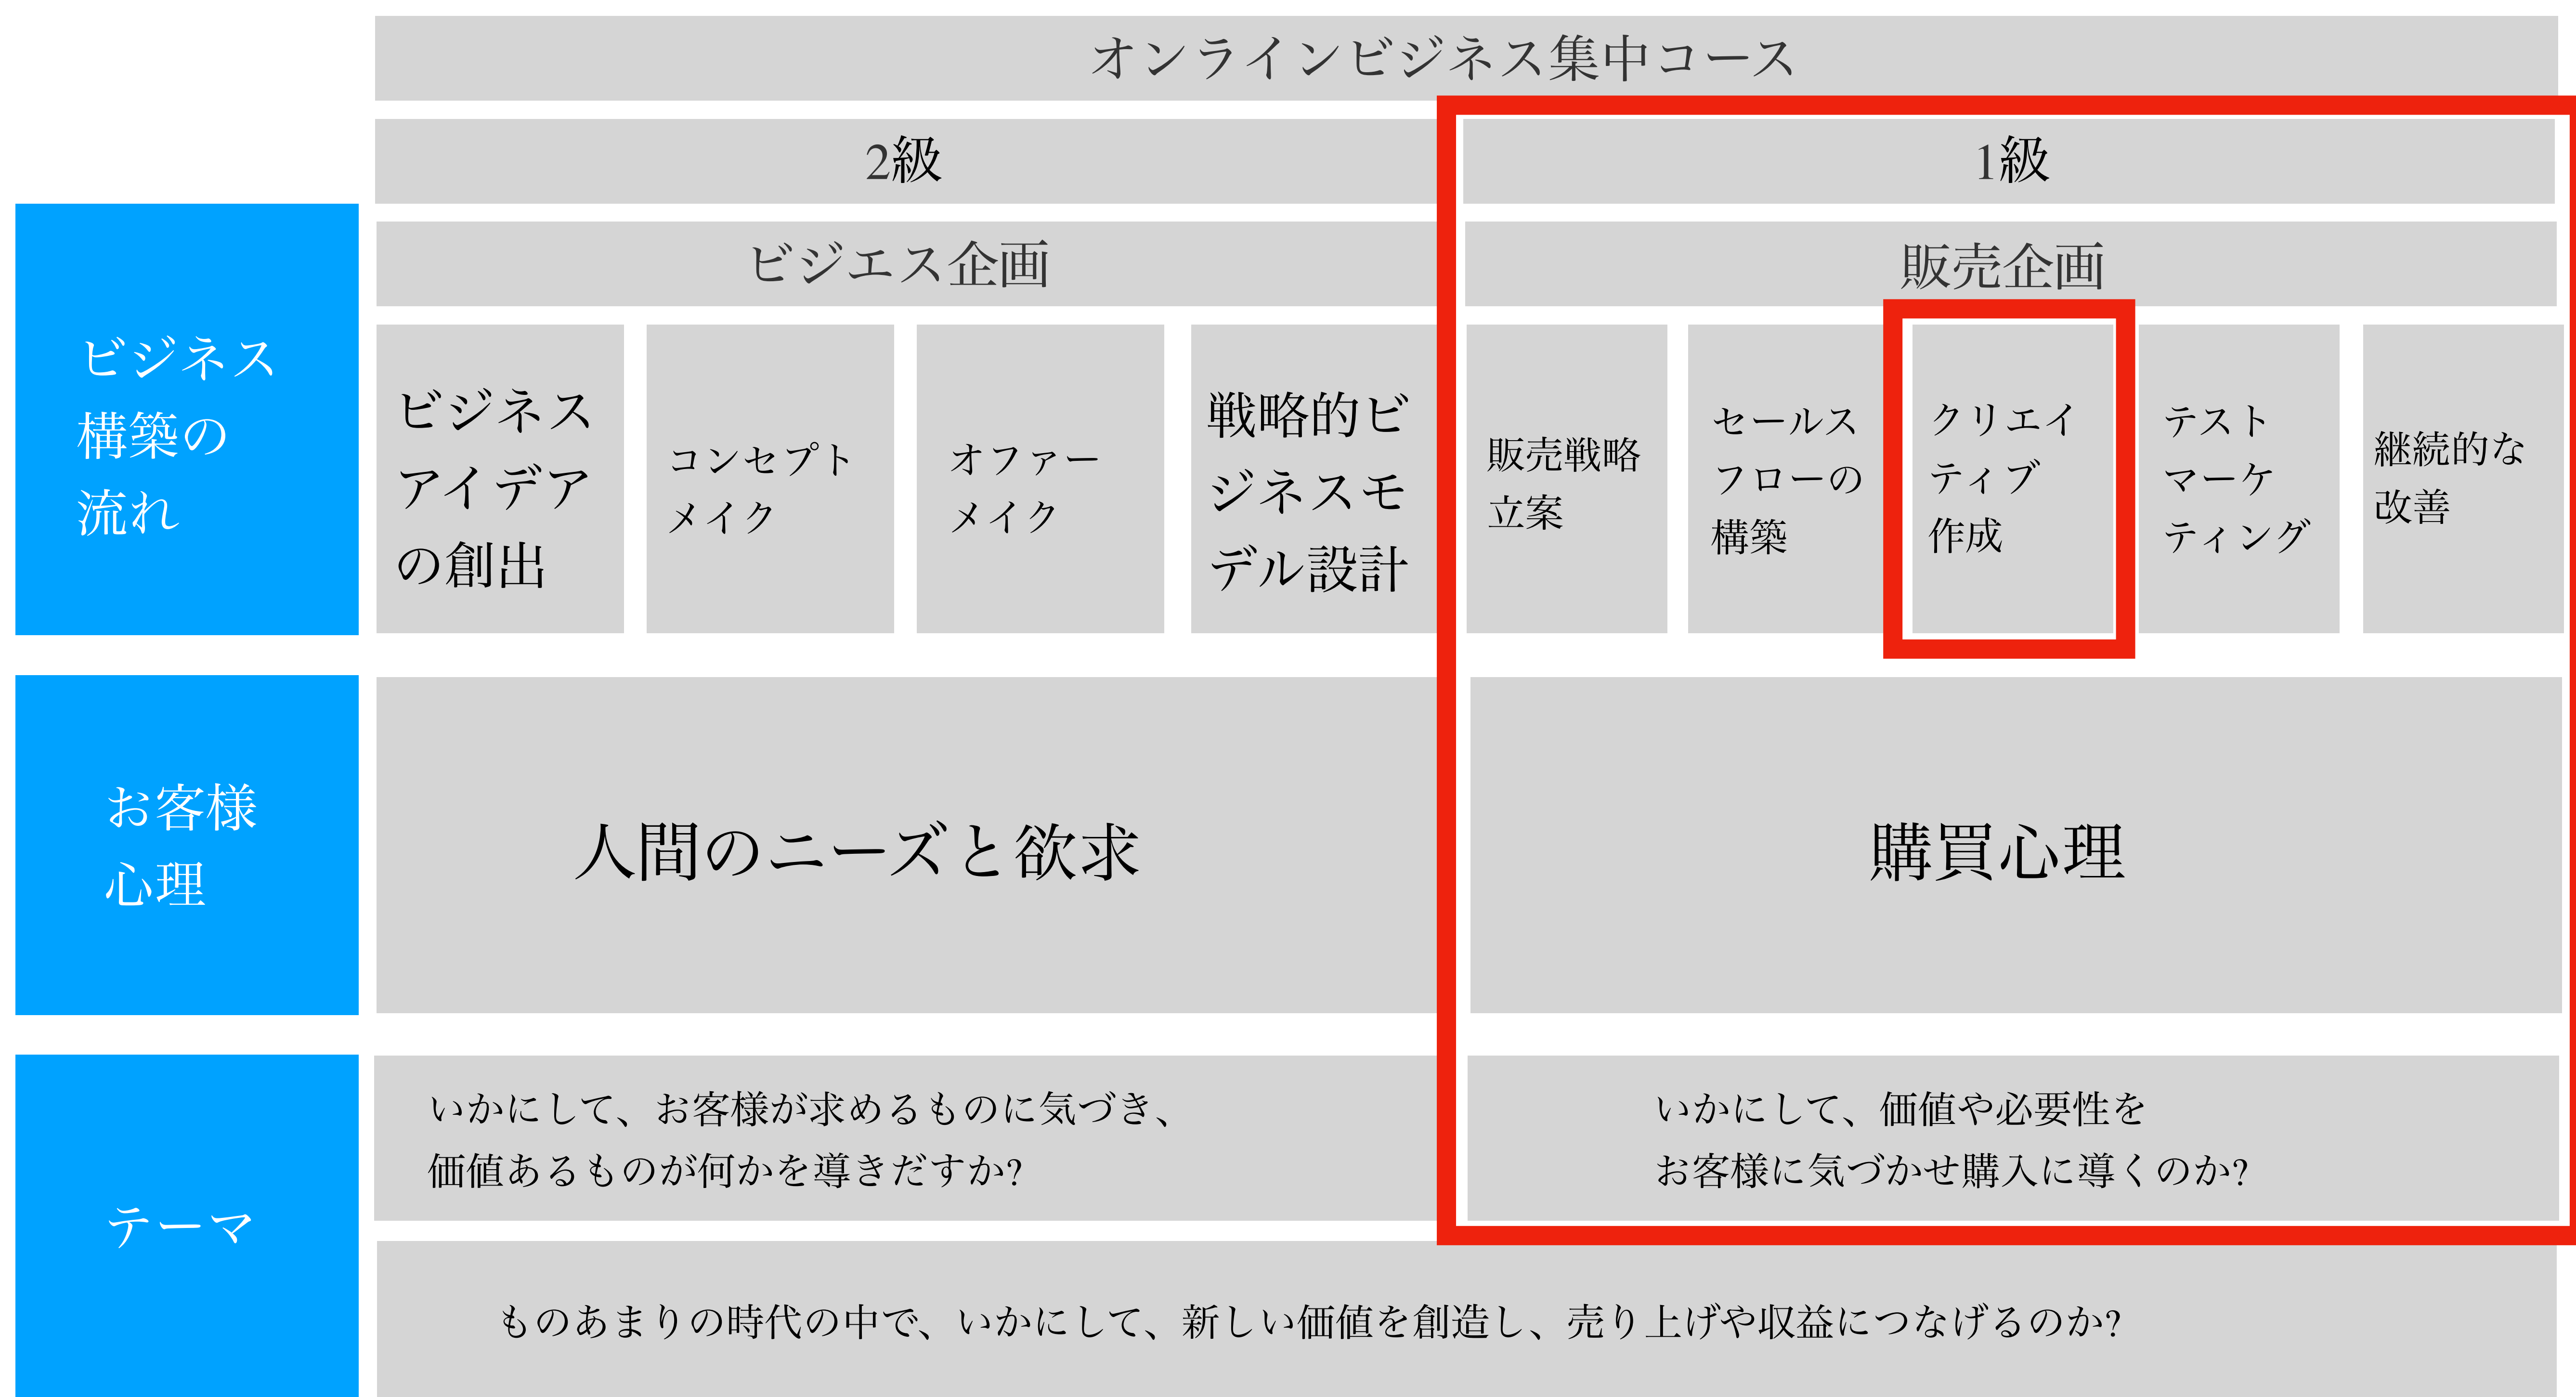 オンラインビジネス集中コース
2級
1級
ビジエス企画
販売企画
ビジネス
構築の
流れ
ビジネス
アイデア
の創出
コンセプト
メイク
オファー
メイク
戦略的ビ
ジネスモ
デル設計
販売戦略
立案
セールス
フローの
構築
クリエイ
ティブ
作成
テスト
マーケ
ティング
継続的な
改善
お客様
心理
人間のニーズと欲求
購買心理
テーマ
いかにして、お客様が求めるものに気づき、
価値あるものが何かを導きだすか?
いかにして、価値や必要性を
お客様に気づかせ購入に導くのか?
ものあまりの時代の中で、いかにして、新しい価値を創造し、売り上げや収益につなげるのか?